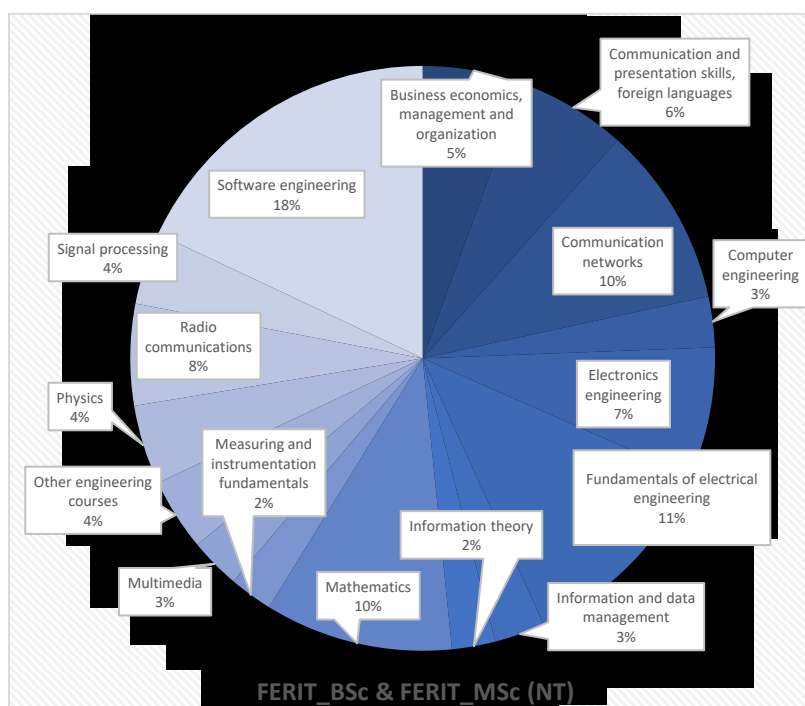 Communication and
presentation skills,
foreign languages
6%
Business economics,
management and
organization
5%
Software engineering
18%
Communication
networks
10%
Computer
engineering
3%
Signal processing
4%
Radio
communications
8%
Electronics
engineering
7%
Physics
4%
Measuring and
instrumentation
fundamentals
2%
Fundamentals of electrical
engineering
11%
Other engineering
courses
4%
Information theory
2%
Multimedia
3%
Mathematics
10%
Information and data
management
3%
FERIT_BSc & FERIT_MSc (NT)